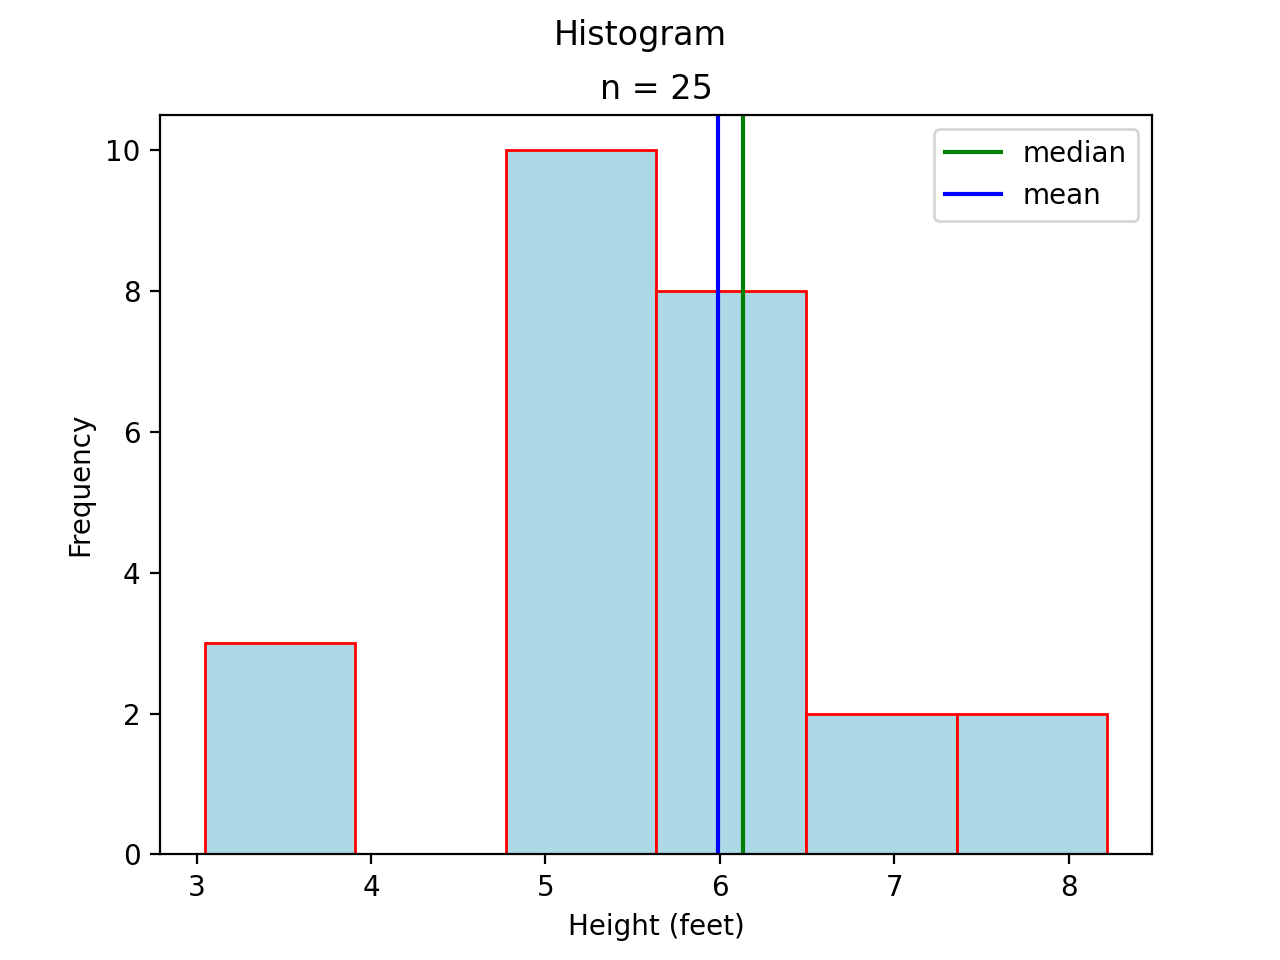 Histogram
n = 25
median
mean
10
8
6
4
2
0
Frequency
3 4 5 6 7 8
Height (feet)